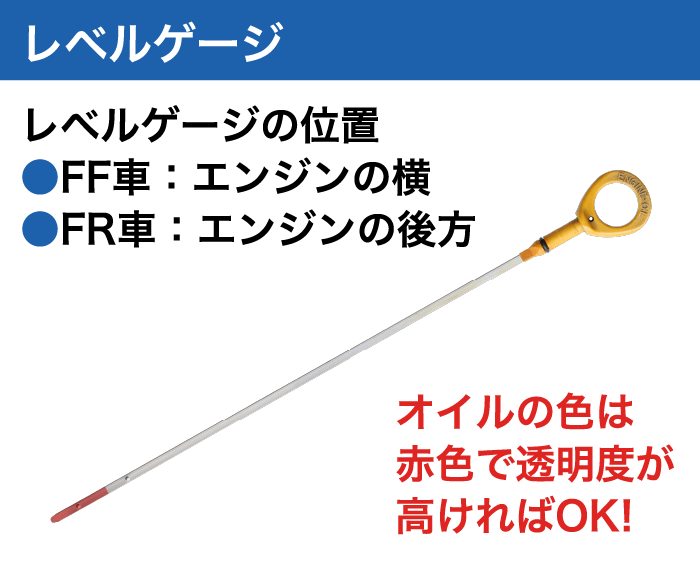 レベルゲージ
レベルゲージの位置
●FF車：エンジンの横
●FR車：エンジンの後方
ENGINE OIL
オイルの色は
赤色で透明度が
高ければOK!